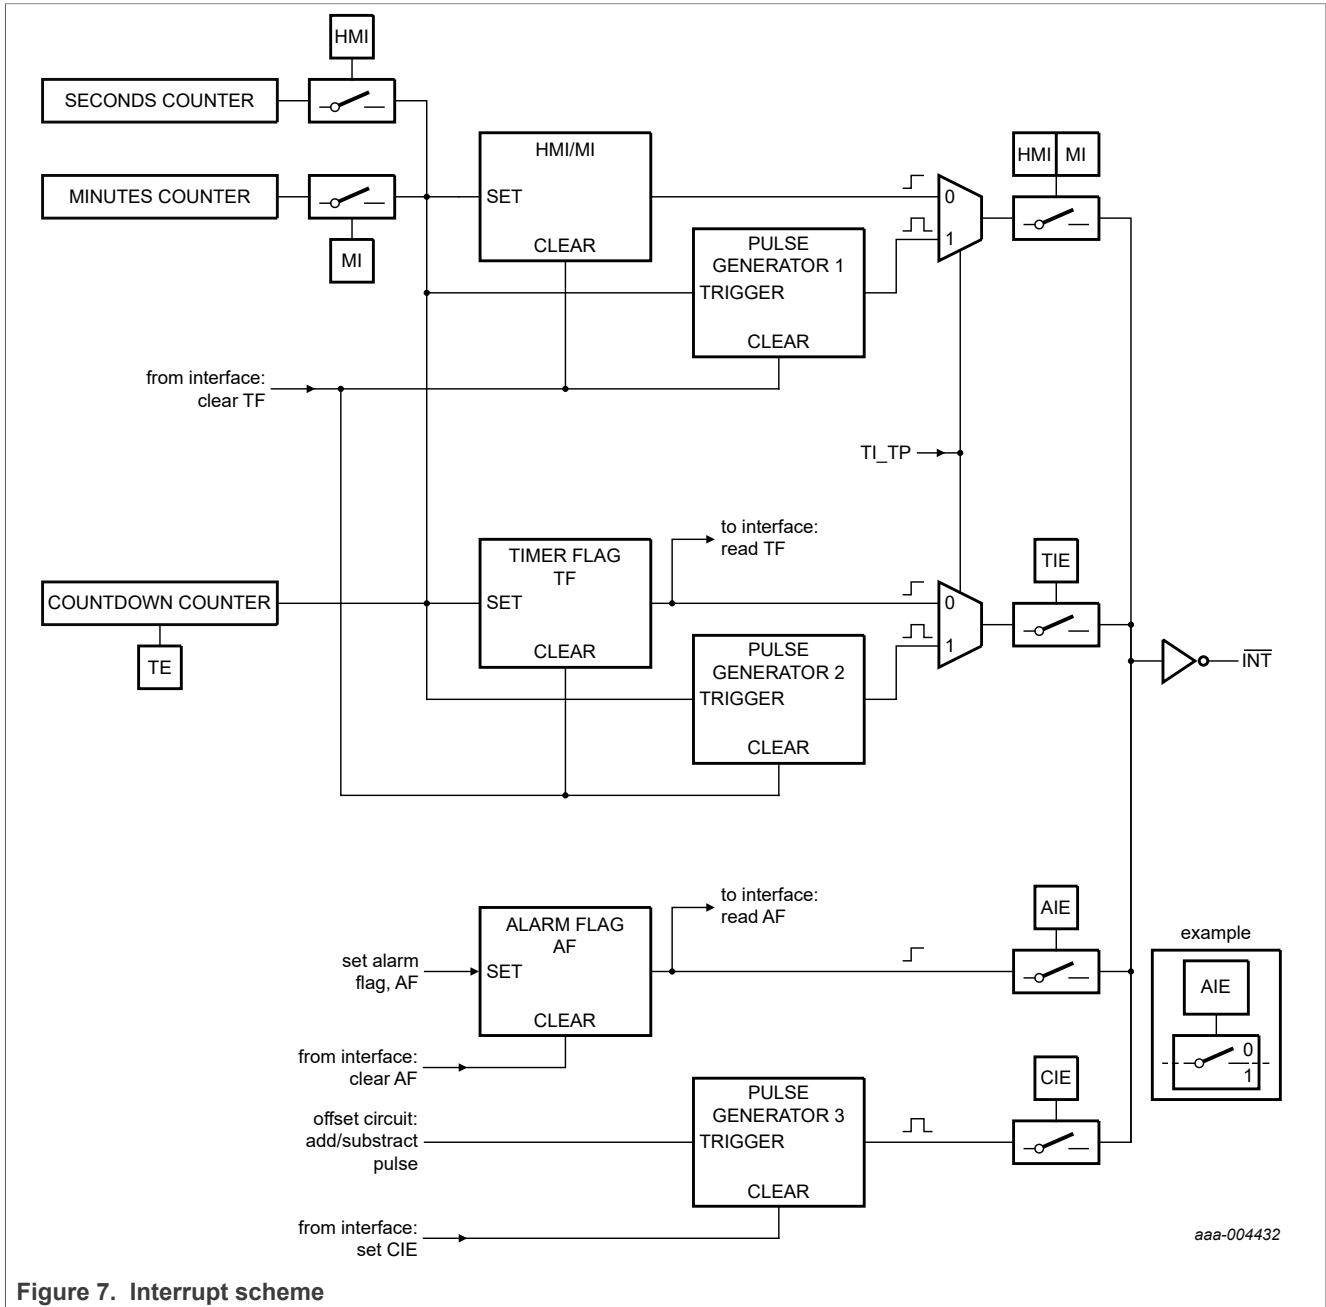 HMI
SECONDS COUNTER
MINUTES COUNTER
MI
HMI/MI
SET
CLEAR
PULSE
GENERATOR 1
TRIGGER
CLEAR
0
1
HMI MI
from interface:
clear TF
TI_TP
to interface:
read TF
COUNTDOWN COUNTER
TE
TIMER FLAG
TF
SET
CLEAR
PULSE
GENERATOR 2
TRIGGER
CLEAR
0
1
TIE
INT
to interface:
read AF
set alarm
flag, AF
ALARM FLAG
AF
SET
CLEAR
AIE
from interface:
clear AF
offset circuit:
add/substract
pulse
PULSE
GENERATOR 3
TRIGGER
CLEAR
CIE
from interface:
set CIE
example
AIE
0
1
aaa-004432
Figure 7. Interrupt scheme